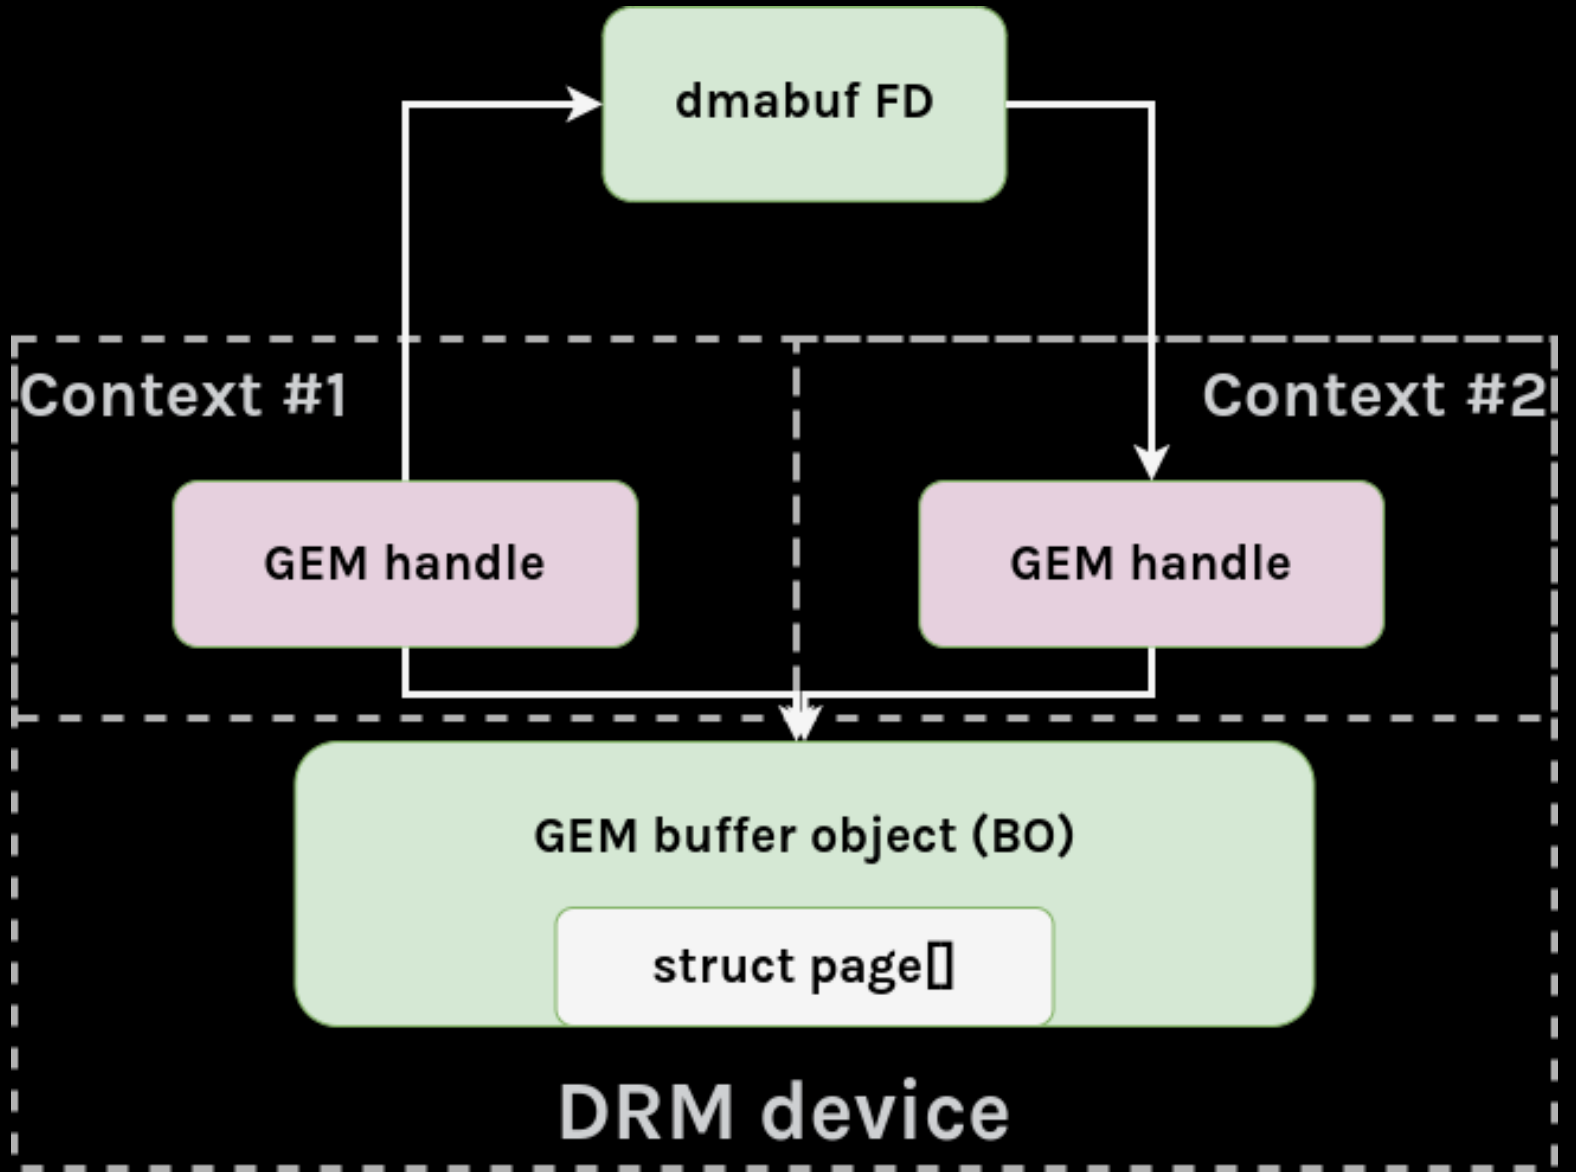 dmabuf FD
Context #1
Context #2
GEM handle
GEM handle
GEM buffer object (BO)
struct page[]
DRM device